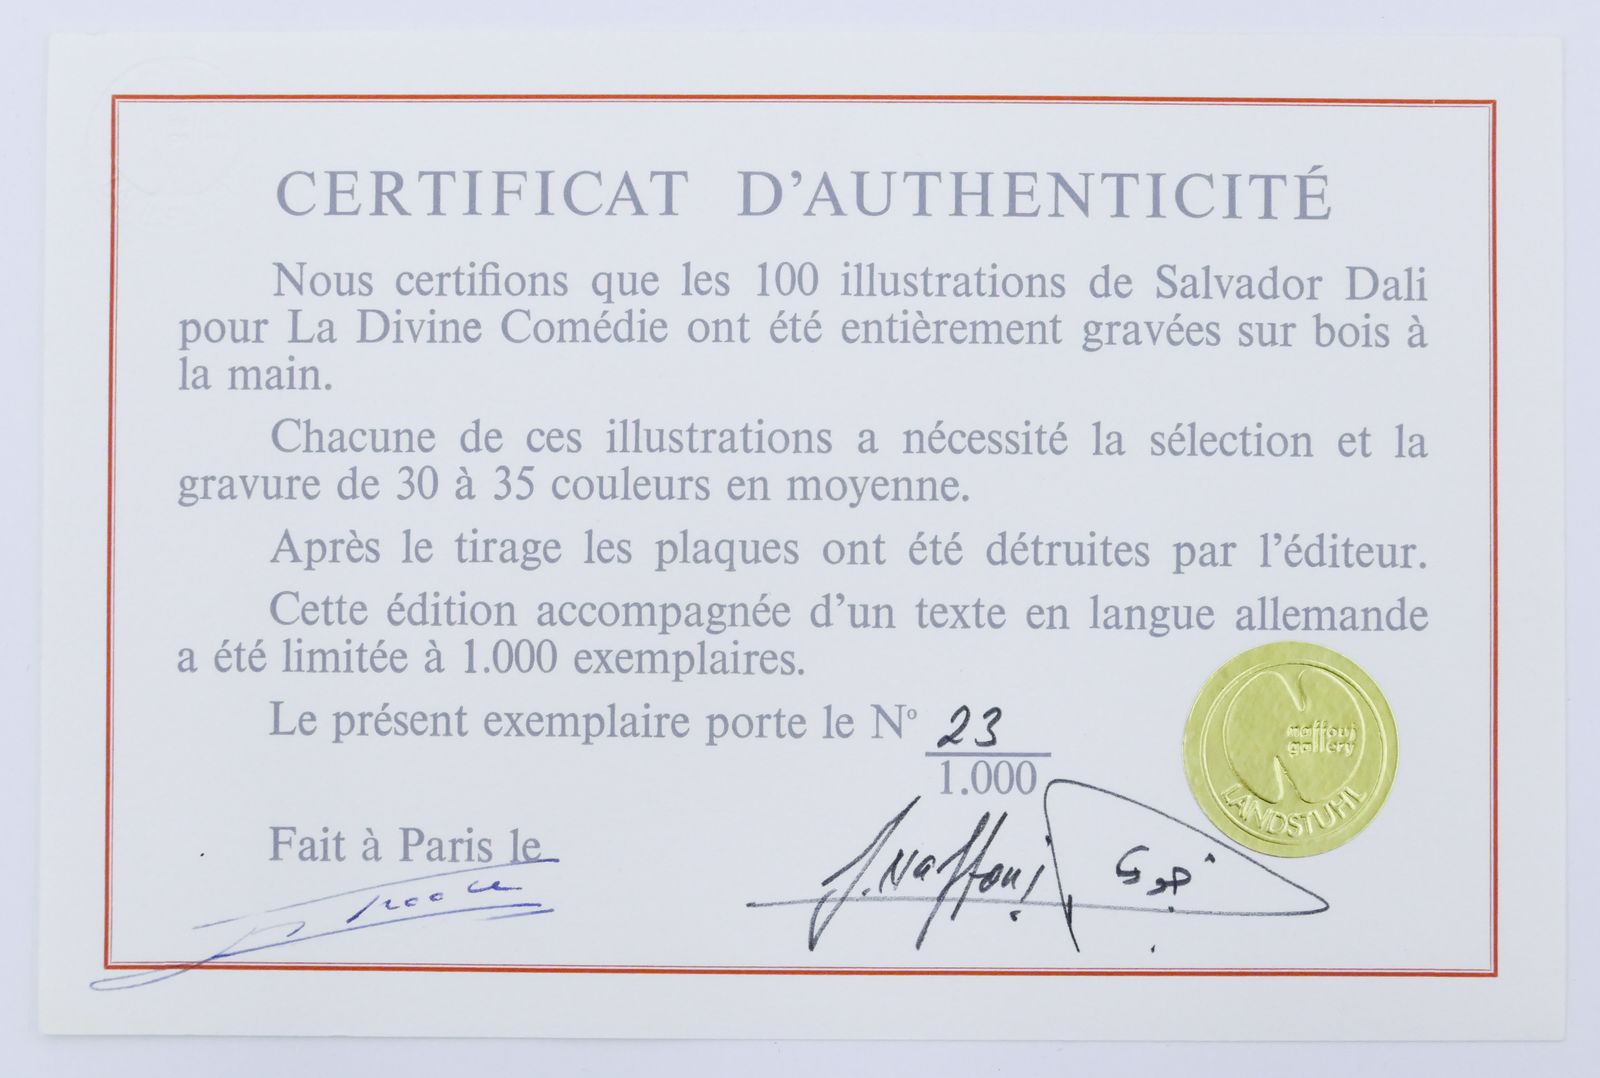 CERTIFICAT D'AUTHENTICITÉ
Nous certifions que les 100 illustrations de Salvador Dali
pour La Divine Comédie ont été entièrement gravées sur bois à
la main.
Chacune de ces illustrations a nécessité la sélection et la
gravure de 30 à 35 couleurs en moyenne.
Après le tirage les plaques ont été détruites par l'éditeur.
Cette édition accompagnée d'un texte en langue allemande
a été limitée à 1.000 exemplaires.
Le présent exemplaire porte le Nº 23
1.000
naffouj
gallery
LANDSTUHL
Fait à Paris le
J. Naffouj